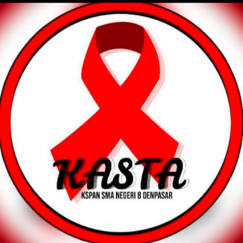 KASTA
KSPAN SMA NEGERI 8 DENPASAR